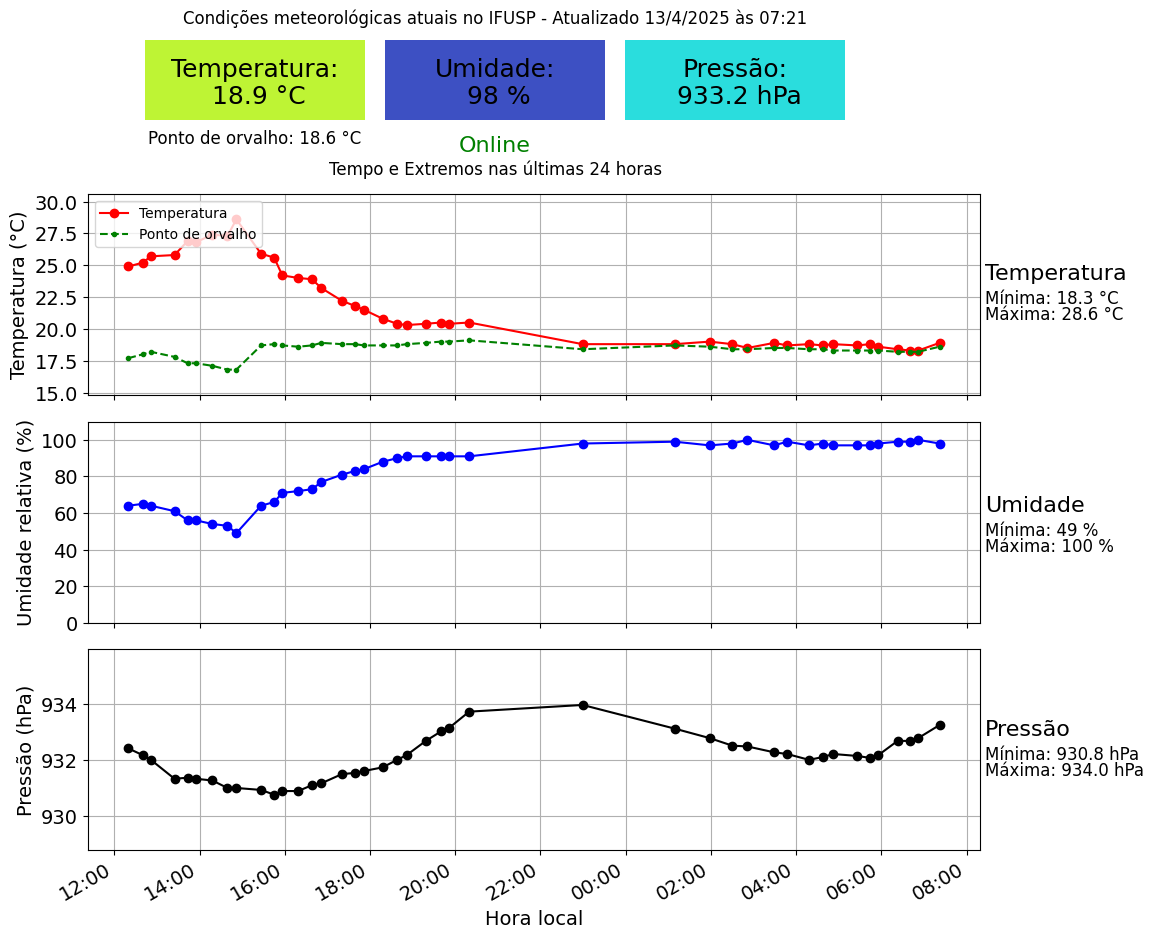 Condições meteorológicas atuais no IFUSP - Atualizado 13/4/2025 às 07:21
Temperatura:
18.9 °C
Umidade:
98 %
Pressão:
933.2 hPa
Ponto de orvalho: 18.6 °C
Online
Tempo e Extremos nas últimas 24 horas
Temperatura (°C)
30.0
27.5
25.0
22.5
20.0
17.5
15.0
Temperatura
Ponto de orvalho
Temperatura
Mínima: 18.3 °C
Máxima: 28.6 °C
Umidade relativa (%)
100
80
60
40
20
0
Umidade
Mínima: 49 %
Máxima: 100 %
Pressão (hPa)
934
932
930
Pressão
Mínima: 930.8 hPa
Máxima: 934.0 hPa
12:00 14:00 16:00 18:00 20:00 22:00 00:00 02:00 04:00 06:00 08:00
Hora local